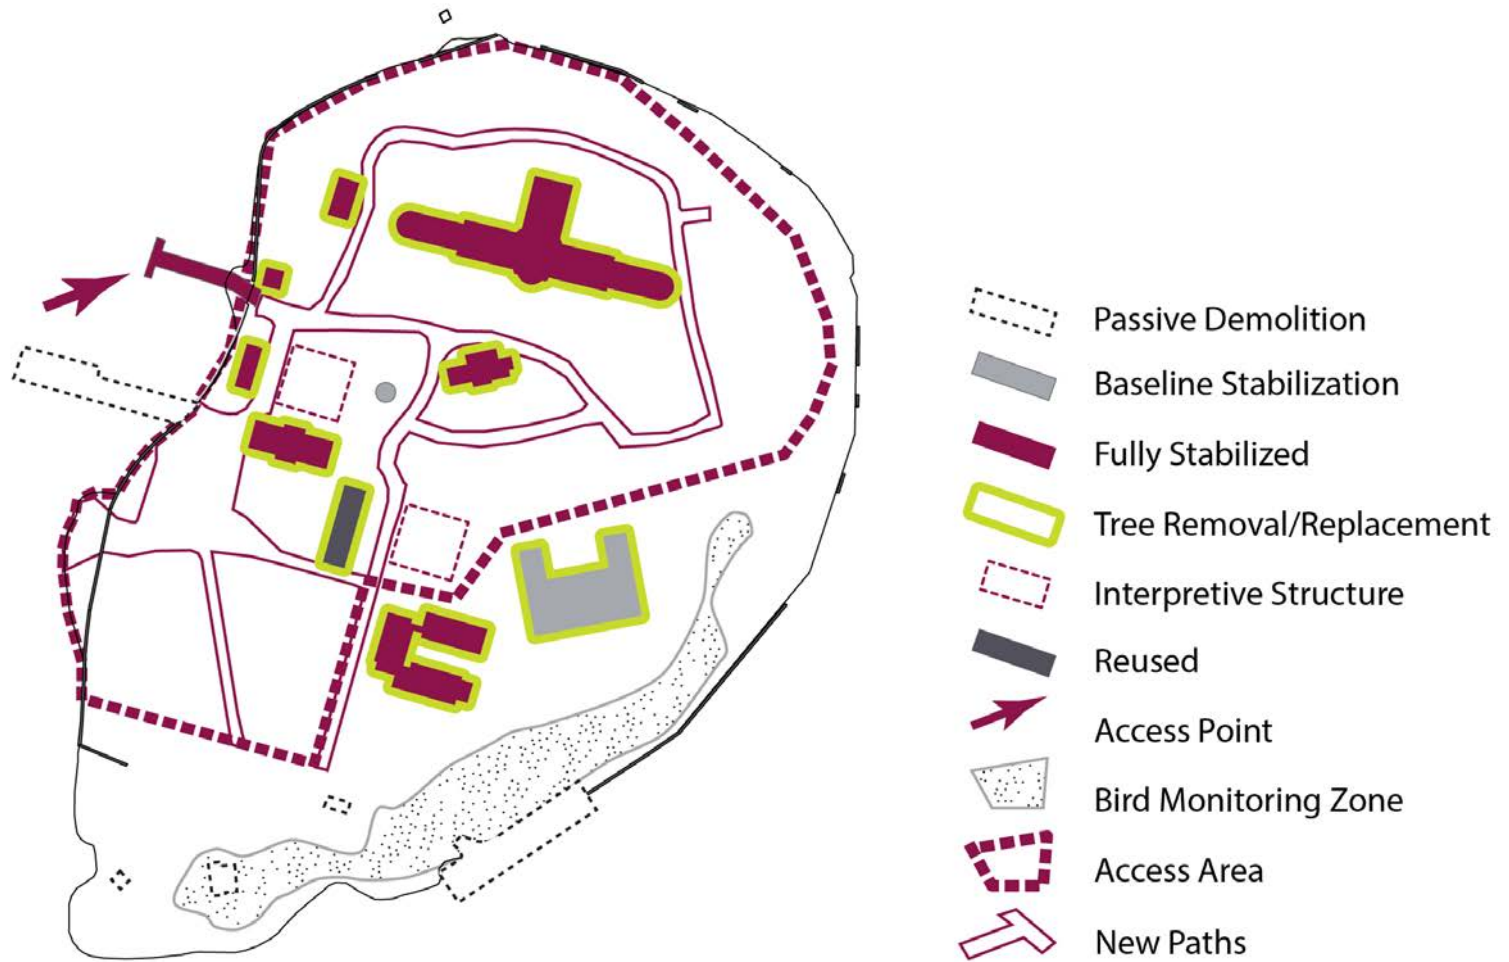 Passive Demolition
Baseline Stabilization
Fully Stabilized
Tree Removal/Replacement
Interpretive Structure
Reused
Access Point
Bird Monitoring Zone
Access Area
New Paths